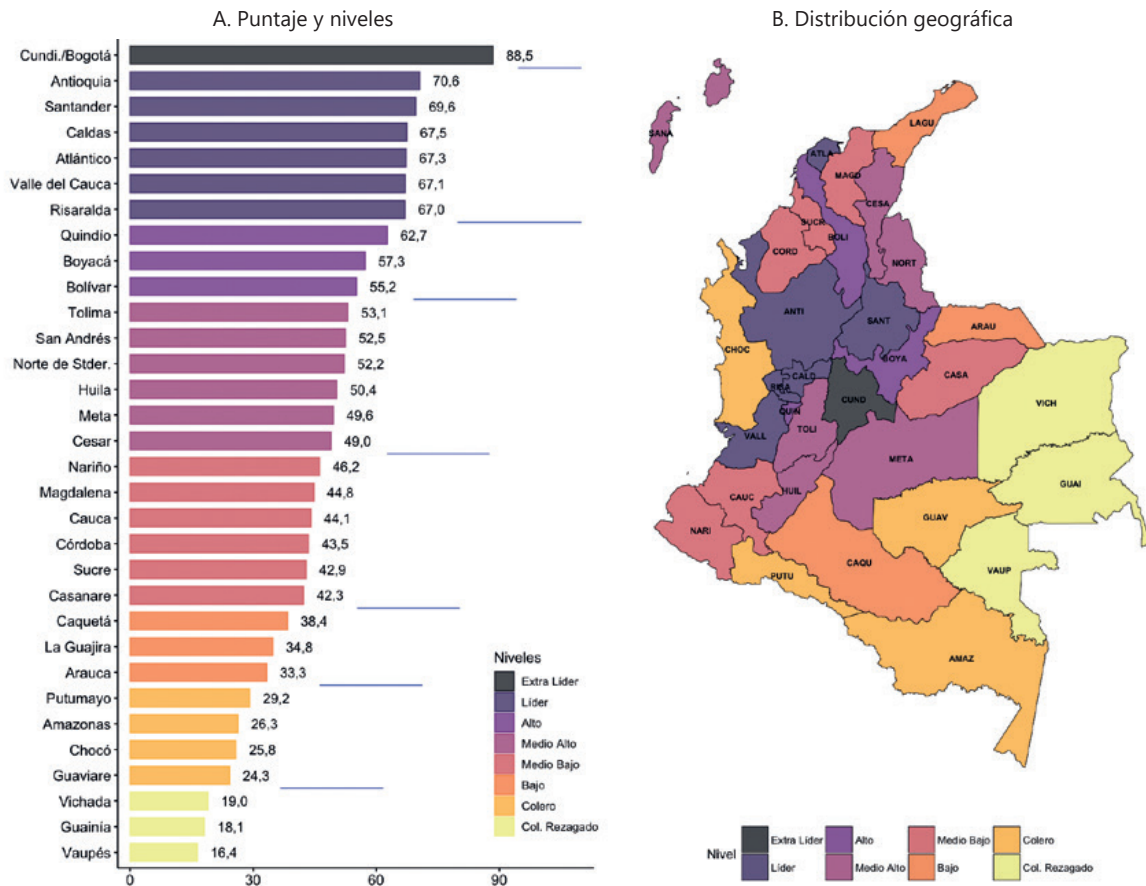 A. Puntaje y niveles
Cundi./Bogotá 88,5
Antioquia 70,6
Santander 69,6
Caldas 67,5
Atlántico 67,3
Valle del Cauca 67,1
Risaralda 67,0
Quindío 62,7
Boyacá 57,3
Bolívar 55,2
Tolima 53,1
San Andrés 52,5
Norte de Stder. 52,2
Huila 50,4
Meta 49,6
Cesar 49,0
Nariño 46,2
Magdalena 44,8
Cauca 44,1
Córdoba 43,5
Sucre 42,9
Casanare 42,3
Caquetá 38,4
La Guajira 34,8
Arauca 33,3
Putumayo 29,2
Amazonas 26,3
Chocó 25,8
Guaviare 24,3
Vichada 19,0
Guainía 18,1
Vaupés 16,4
0 30 60 90
Niveles
Extra Líder
Líder
Alto
Medio Alto
Medio Bajo
Bajo
Colero
Col. Rezagado
B. Distribución geográfica
LAGU
SANA
ATLA
MAGD
CESA
SUCR
BOLI
CORD
NORT
ANTI
SANT
ARAU
CHOC
BOYA
CALD
CASA
RISA
CUND
VICH
QUIN
TOLI
VALL
META
GUAI
HUIL
CAUC
GUAV
NARI
CAQU
VAUP
PUTU
AMAZ
Nivel
Extra Líder Alto Medio Bajo Colero
Líder Medio Alto Bajo Col. Rezagado